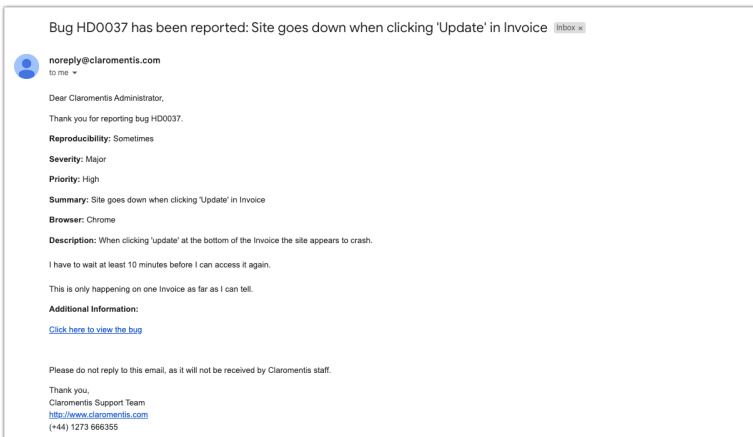 Bug HD0037 has been reported: Site goes down when clicking 'Update' in Invoice Inbox ×
noreply@claromentis.com
to me
Dear Claromentis Administrator,
Thank you for reporting bug HD0037.
Reproducibility: Sometimes
Severity: Major
Priority: High
Summary: Site goes down when clicking 'Update' in Invoice
Browser: Chrome
Description: When clicking 'update' at the bottom of the Invoice the site appears to crash.
I have to wait at least 10 minutes before I can access it again.
This is only happening on one Invoice as far as I can tell.
Additional Information:
Click here to view the bug
Please do not reply to this email, as it will not be received by Claromentis staff.
Thank you,
Claromentis Support Team
http://www.claromentis.com
(+44) 1273 666355